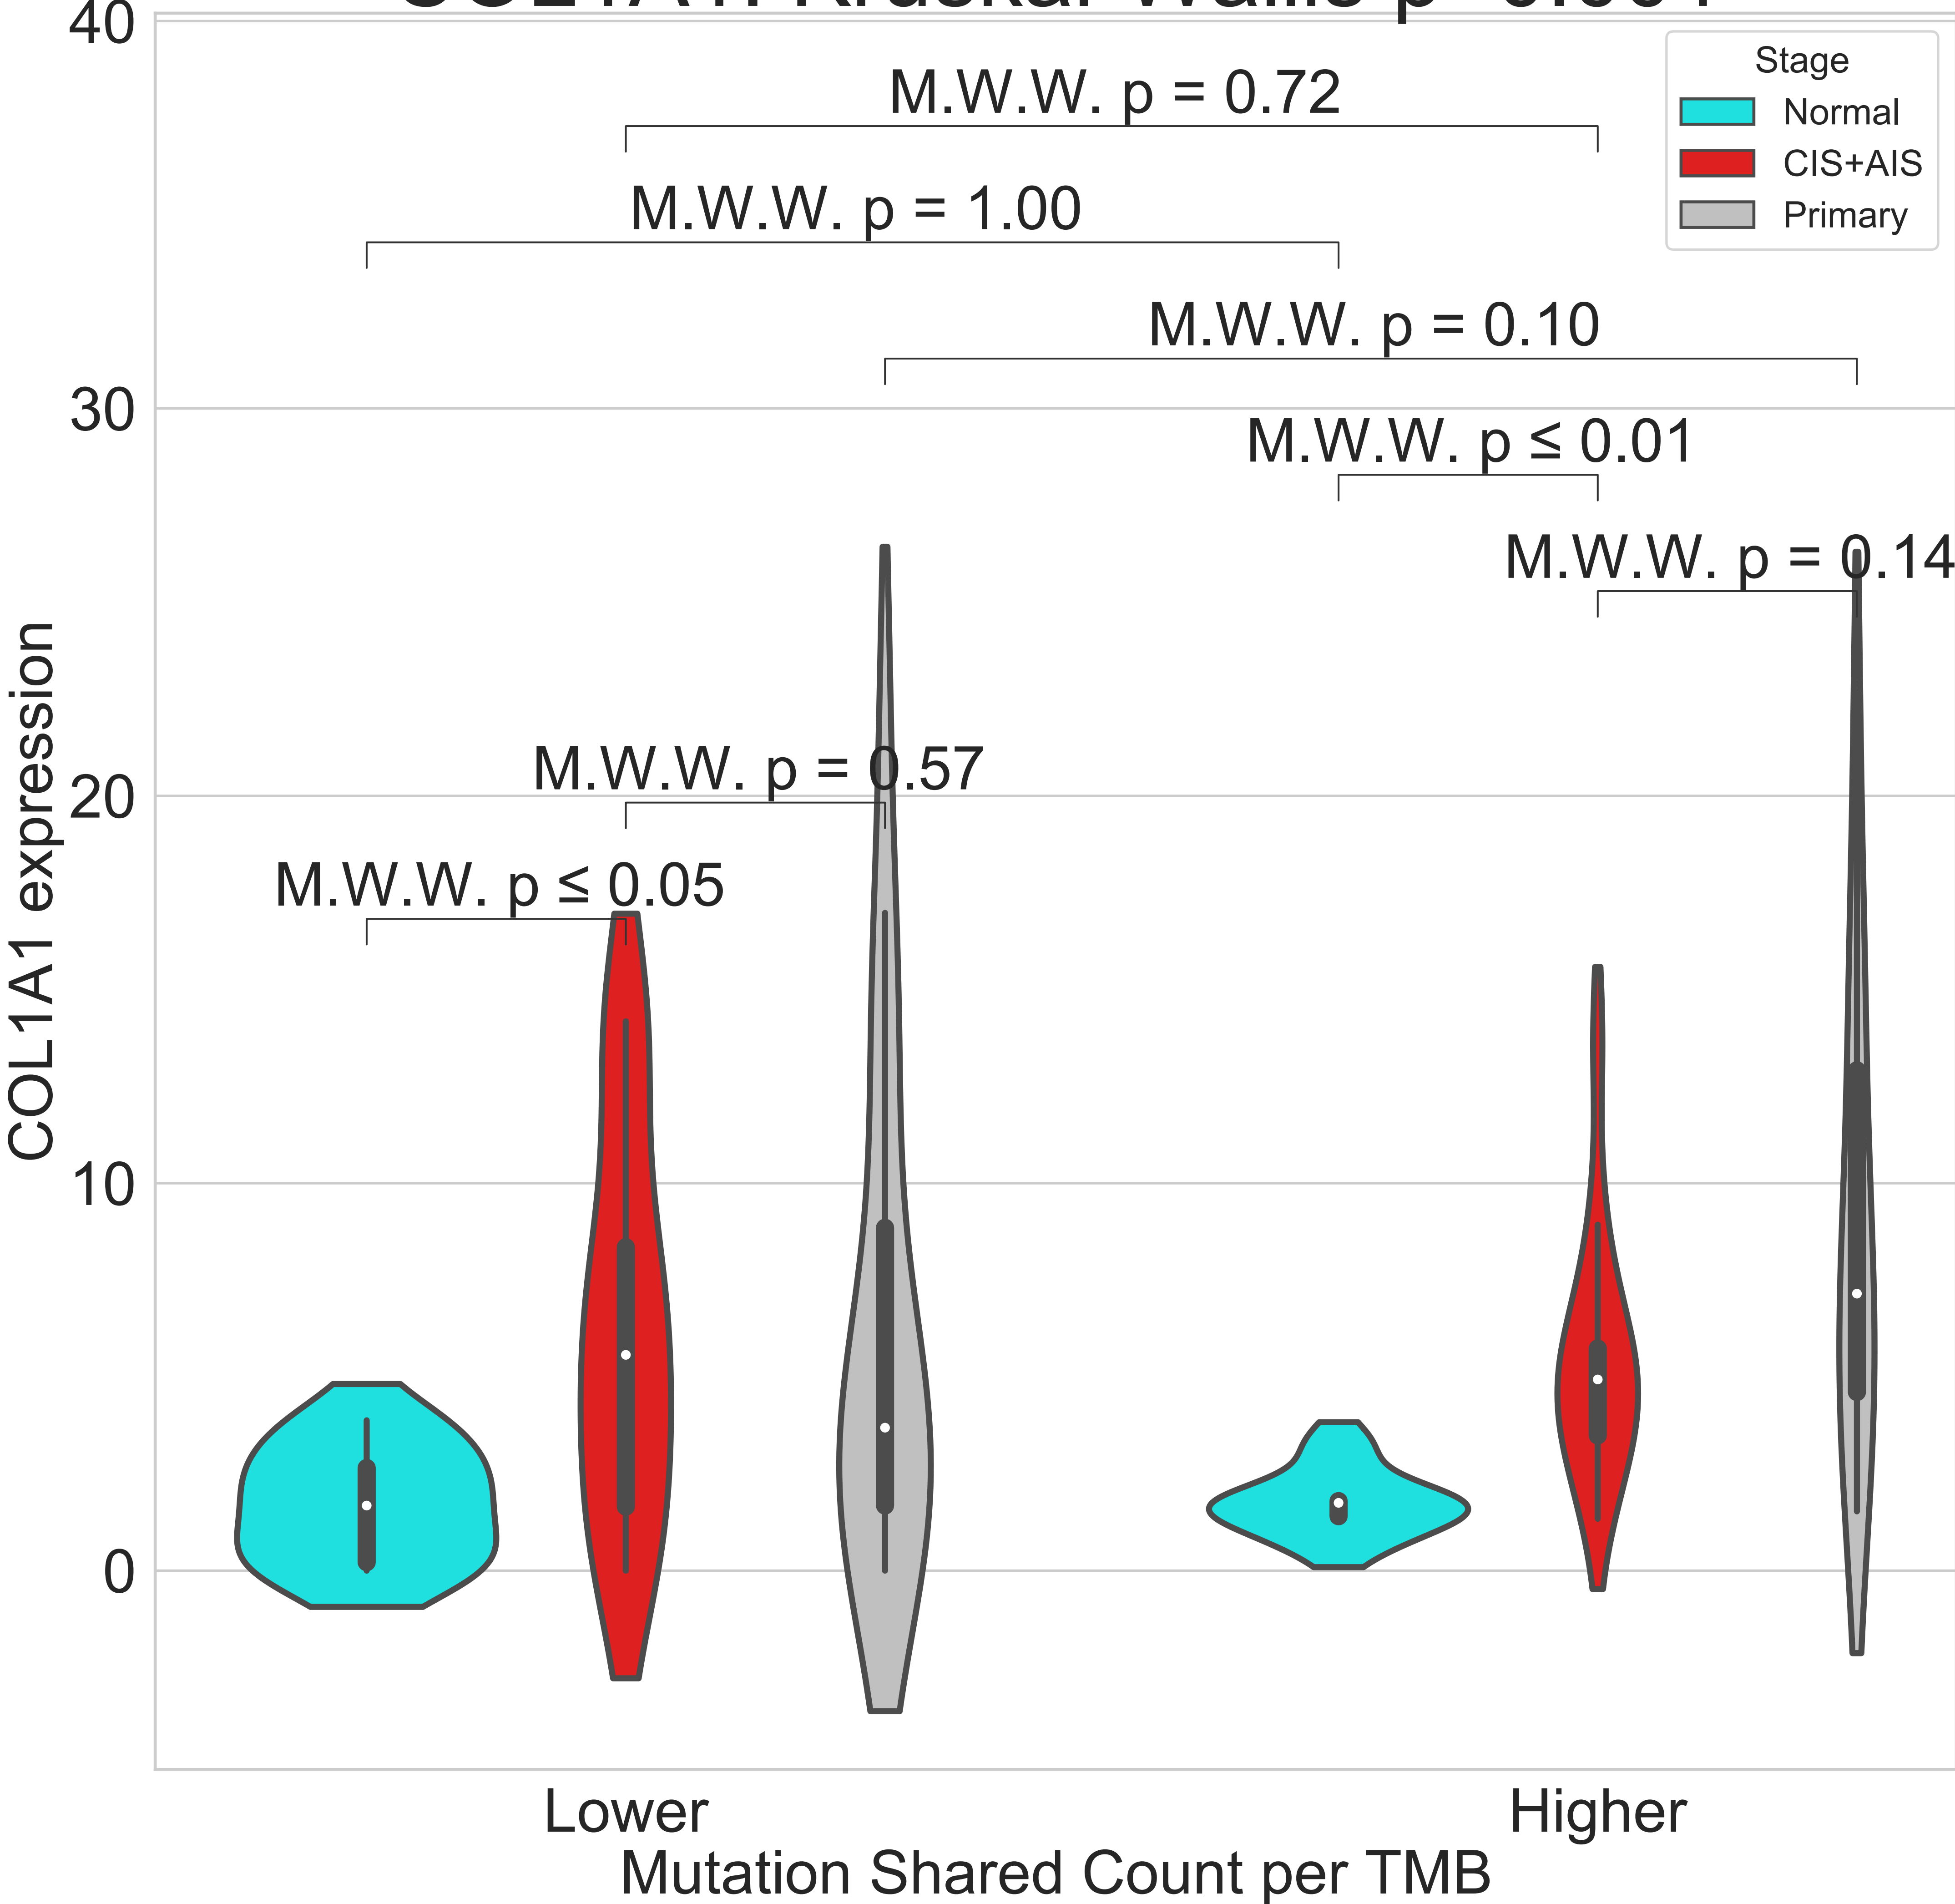 40
Stage
Normal
CIS+AIS
Primary
M.W.W. p = 0.72
M.W.W. p = 1.00
M.W.W. p = 0.10
30
M.W.W. p ≤ 0.01
M.W.W. p = 0.14
M.W.W. p = 0.57
20
M.W.W. p ≤ 0.05
COL1A1 expression
10
0
Lower
Higher
Mutation Shared Count per TMB